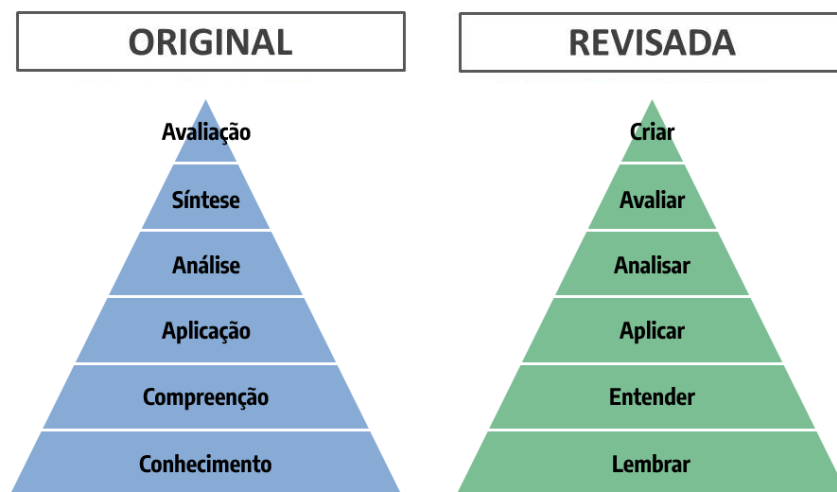 ORIGINAL
Avaliação
Síntese
Análise
Aplicação
Compreenção
Conhecimento
REVISADA
Criar
Avaliar
Analisar
Aplicar
Entender
Lembrar